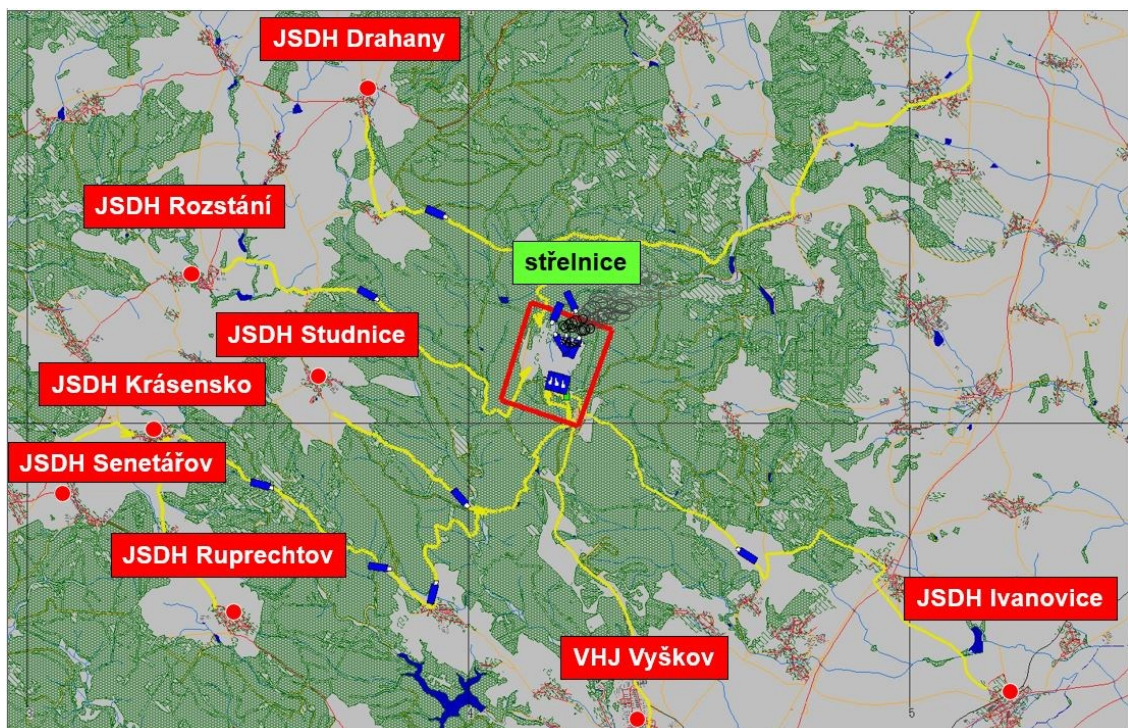 JSDH Drahany
JSDH Rozstání
střelnice
JSDH Studnice
JSDH Krásensko
JSDH Senetářov
JSDH Ruprechtov
JSDH Ivanovice
VHJ Vyškov